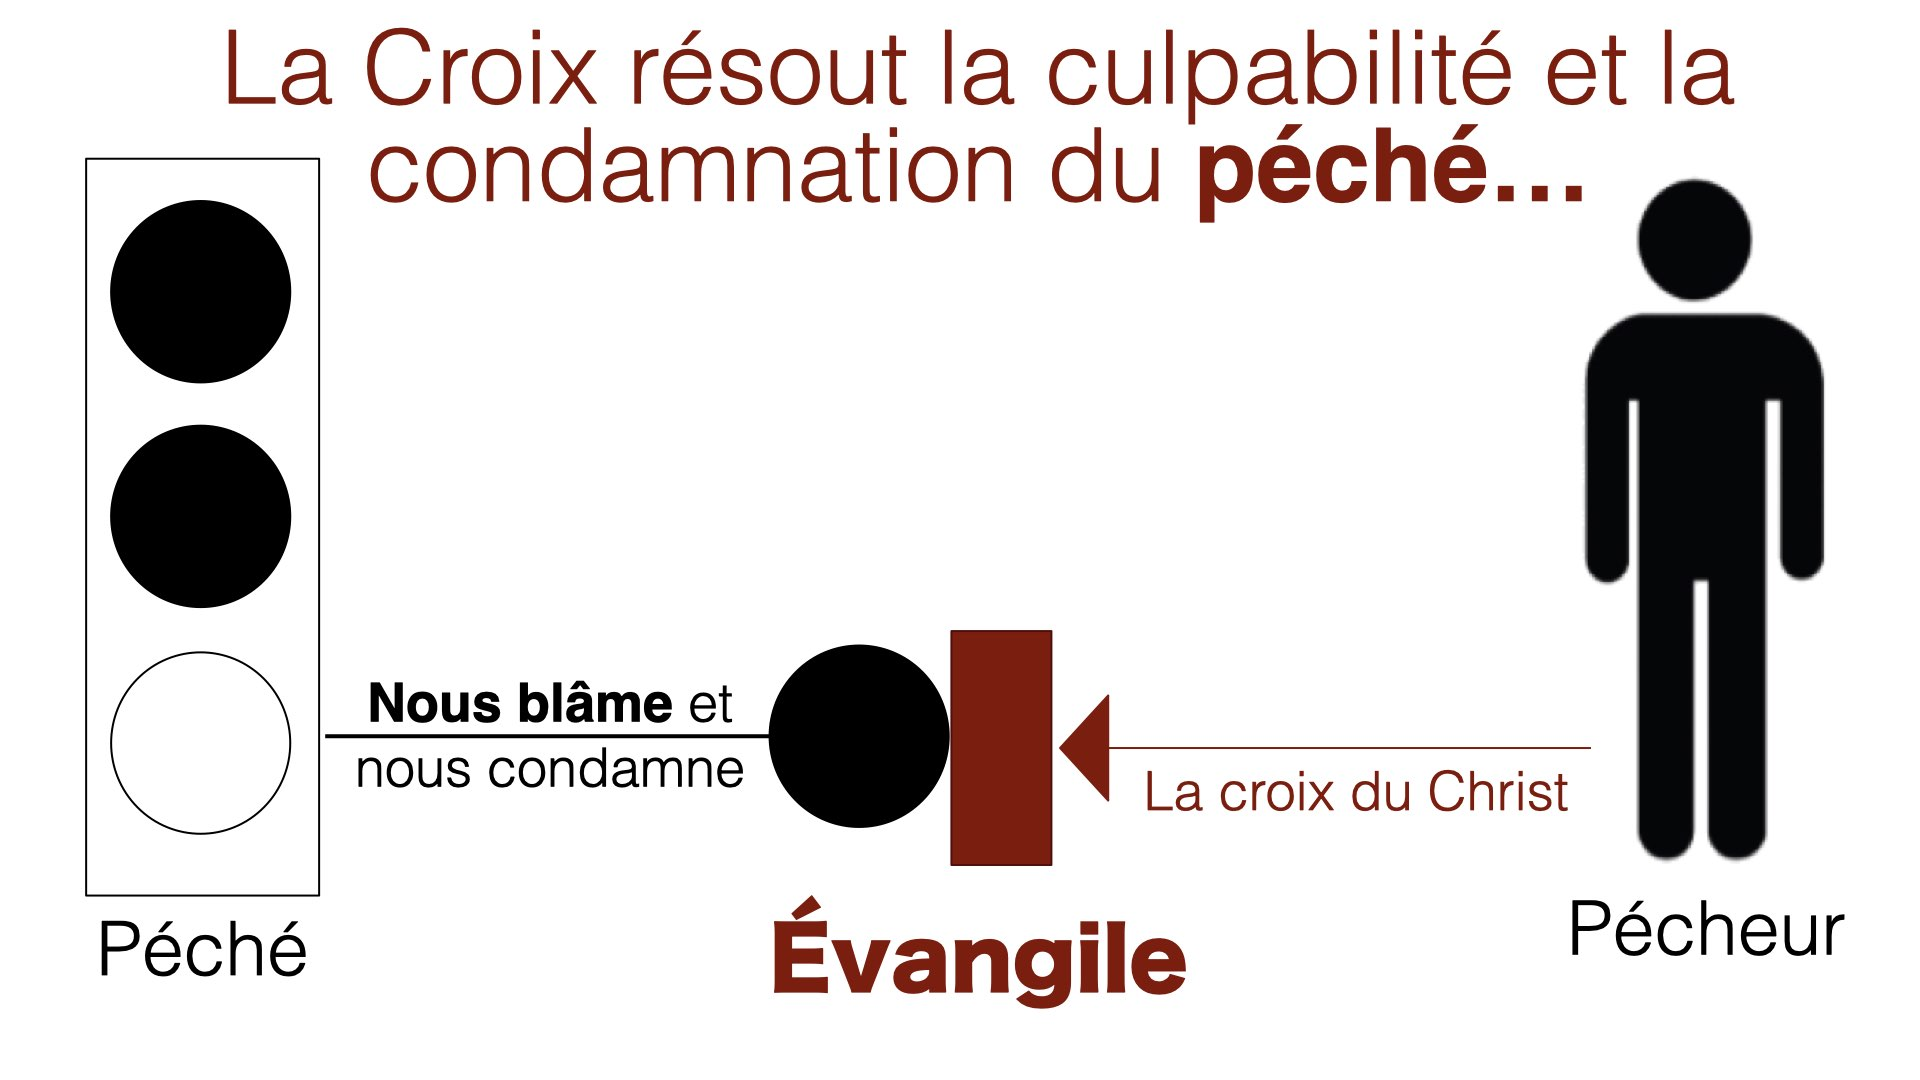 La Croix résout la culpabilité et la
condamnation du péché...
Nous blâme et
nous condamne
La croix du Christ
Péché
Évangile
Pécheur